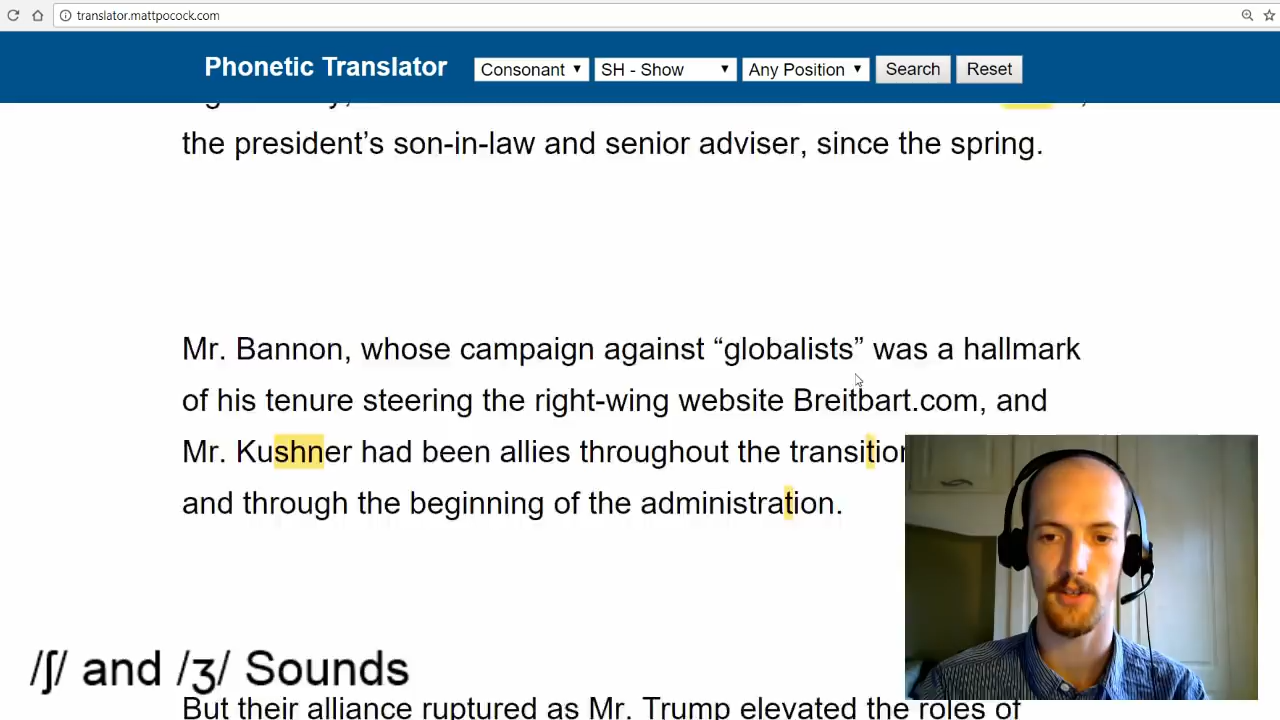 translator.mattpocock.com
Phonetic Translator Consonant SH - Show Any Position Search Reset
the president’s son-in-law and senior adviser, since the spring.
Mr. Bannon, whose campaign against “globalists” was a hallmark
of his tenure steering the right-wing website Breitbart.com, and
Mr. Kushner had been allies throughout the
and through the beginning of the administration.
/ʃ/ and /ʒ/ Sounds
But their alliance ruptured as Mr. Trump elevated the roles of